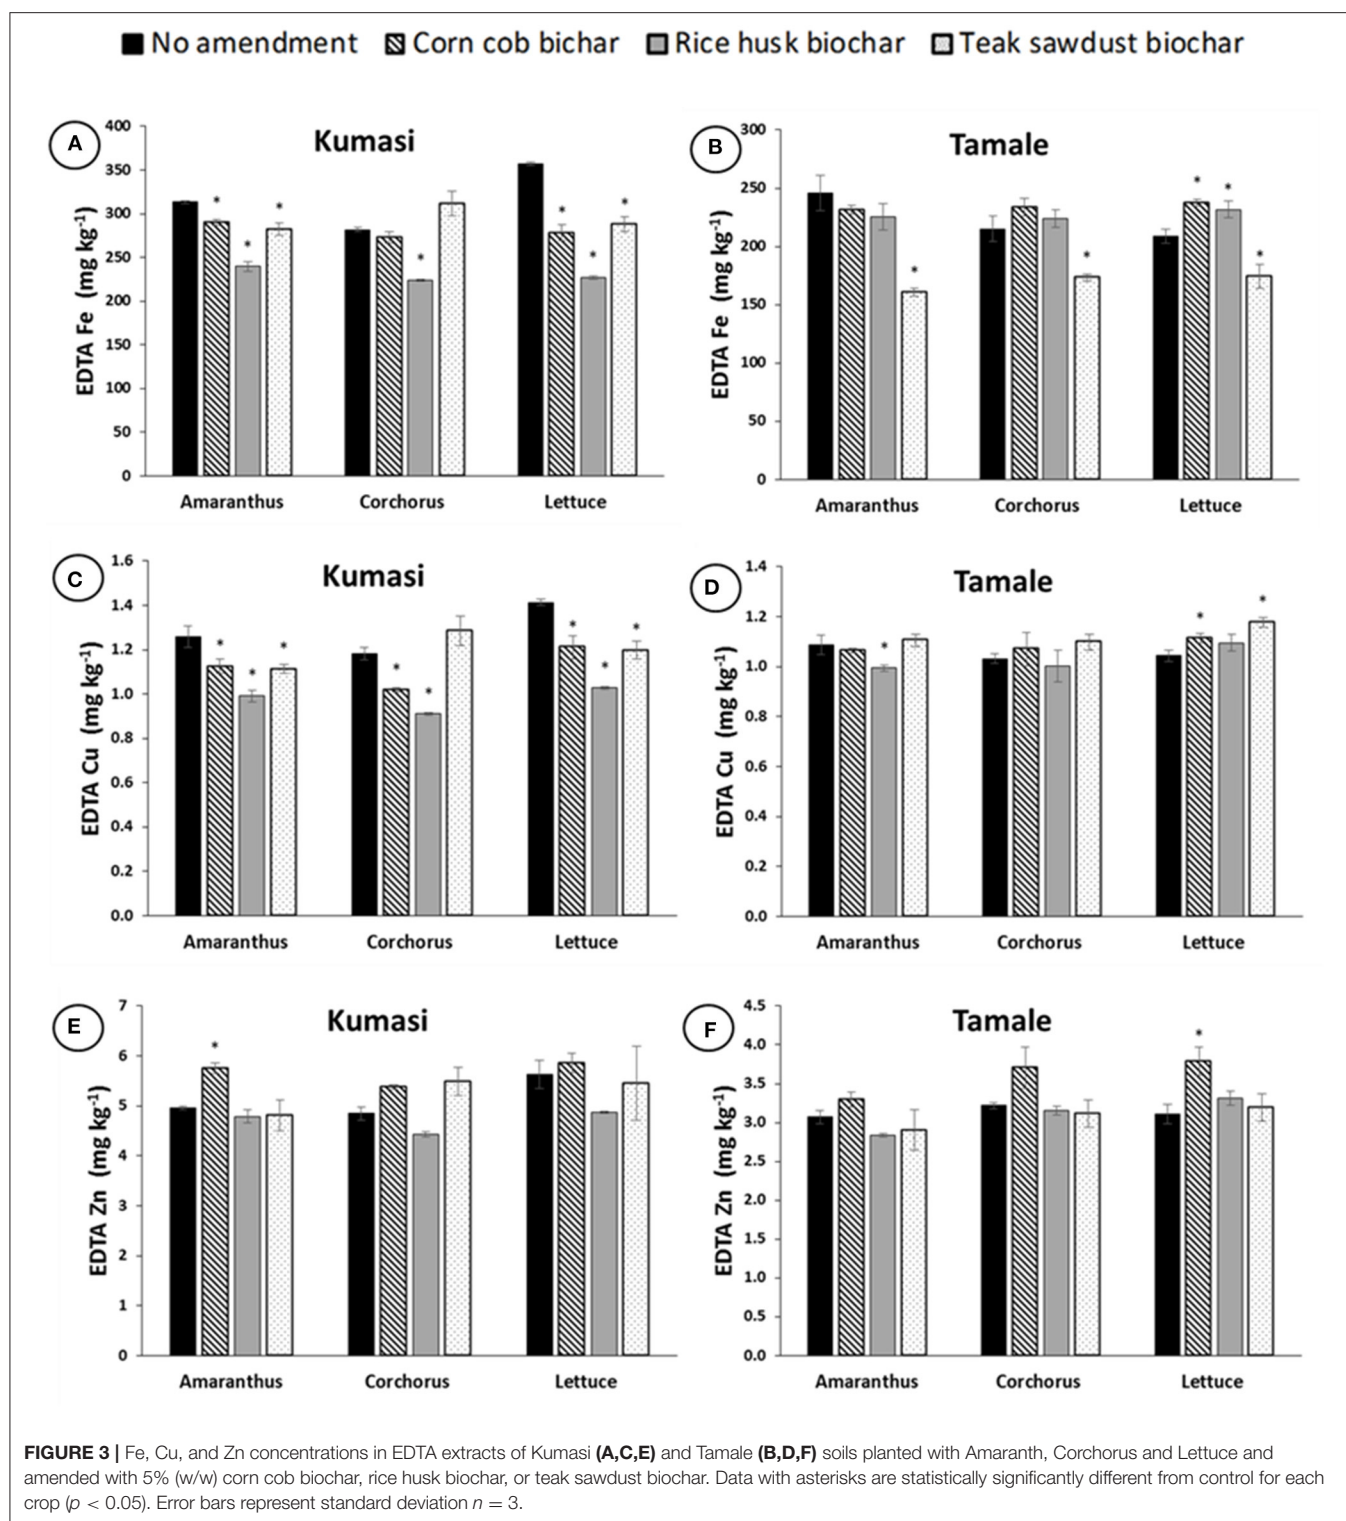 No amendment Corn cob bichar Rice husk biochar Teak sawdust biochar
A
Kumasi
EDTA Fe (mg kg-1)
400
350
300
250
200
150
100
50
0
* * * * * * *
Amaranthus Corchorus Lettuce
B
Tamale
EDTA Fe (mg kg-1)
300
250
200
150
100
50
0
* * * * *
Amaranthus Corchorus Lettuce
C
Kumasi
EDTA Cu (mg kg-1)
1.6
1.4
1.2
1.0
0.8
0.6
0.4
0.2
0.0
* * * * * * * *
Amaranthus Corchorus Lettuce
D
Tamale
EDTA Cu (mg kg-1)
1.4
1.2
1.0
0.8
0.6
0.4
0.2
0.0
* * *
Amaranthus Corchorus Lettuce
E
Kumasi
EDTA Zn (mg kg-1)
7
6
5
4
3
2
1
0
*
Amaranthus Corchorus Lettuce
F
Tamale
EDTA Zn (mg kg-1)
4.5
4.0
3.5
3.0
2.5
2.0
1.5
1.0
0.5
0.0
*
Amaranthus Corchorus Lettuce
FIGURE 3 | Fe, Cu, and Zn concentrations in EDTA extracts of Kumasi (A,C,E) and Tamale (B,D,F) soils planted with Amaranth, Corchorus and Lettuce and
amended with 5% (w/w) corn cob biochar, rice husk biochar, or teak sawdust biochar. Data with asterisks are statistically significantly different from control for each
crop (p < 0.05). Error bars represent standard deviation n = 3.